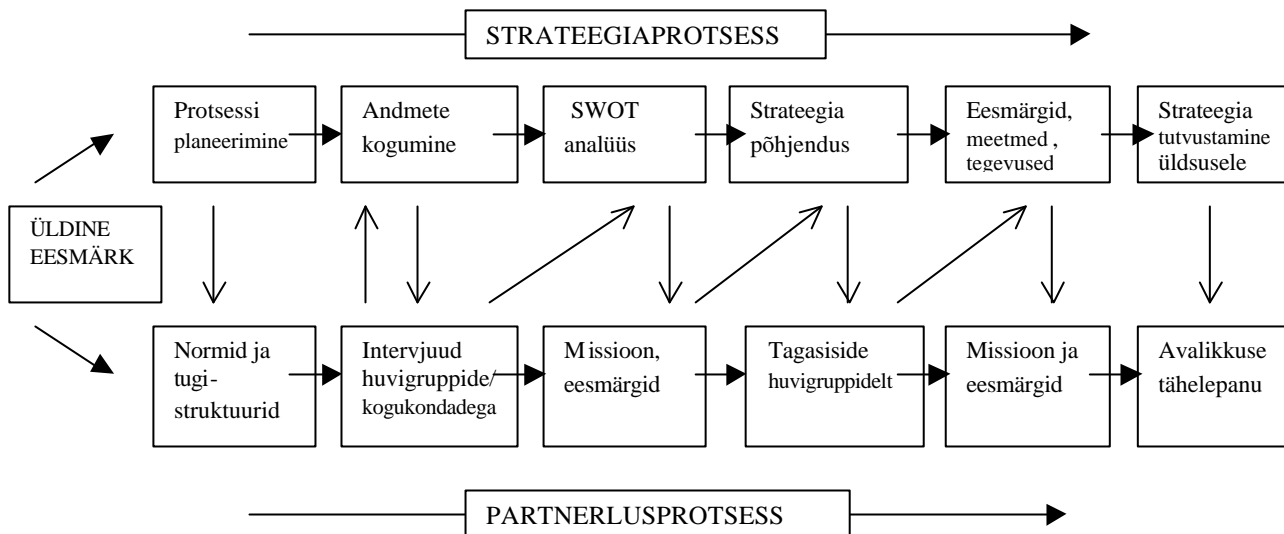 STRATEEGIAPROTSESS
Protsessi
planeerimine
Andmete
kogumine
SWOT
analüüs
Strateegia
põhjendus
Eesmärgid,
meetmed ,
tegevused
Strateegia
tutvustamine
üldsusele
ÜLDINE
EESMÄRK
Normid ja
tugi-
struktuurid
Intervjuud
huvigruppide/
kogukondadega
Missioon,
eesmärgid
Tagasiside
huvigruppidelt
Missioon ja
eesmärgid
Avalikkuse
tähelepanu
PARTNERLUSPROTSESS